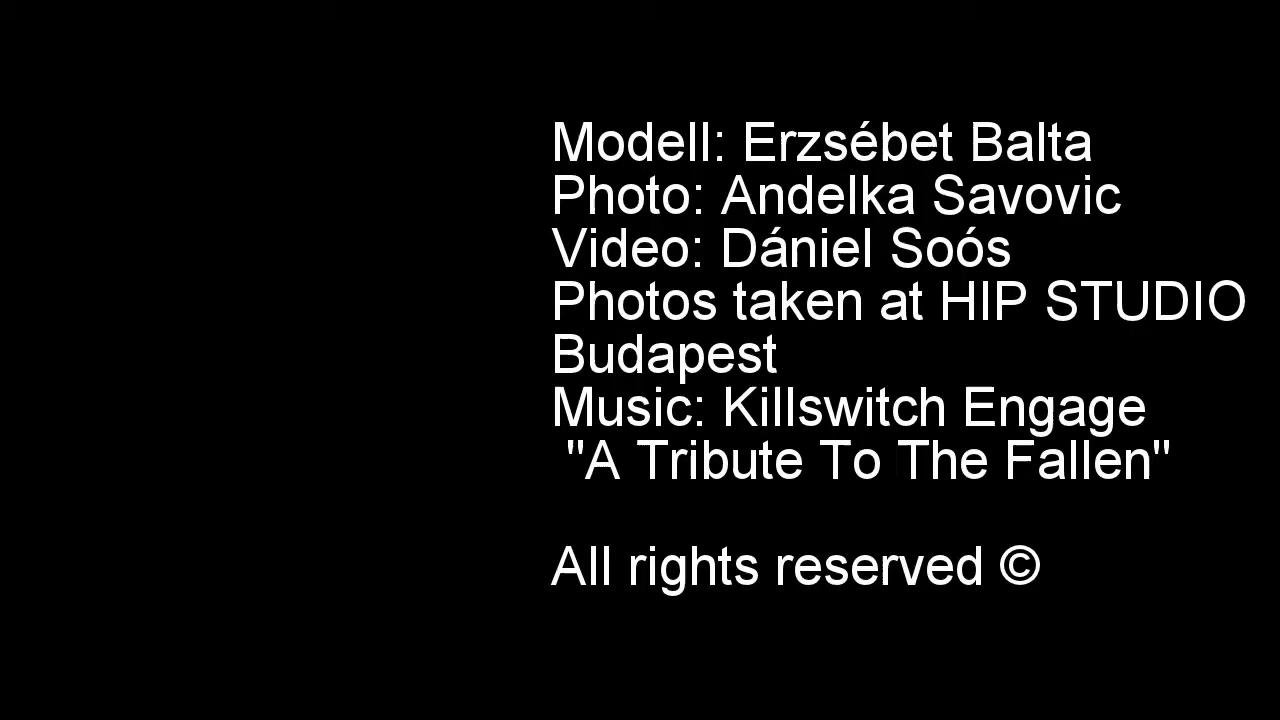 Modell: Erzsébet Balta
Photo: Andelka Savovic
Video: Dániel Soós
Photos taken at HIP STUDIO
Budapest
Music: Killswitch Engage
"A Tribute To The Fallen"
All rights reserved ©